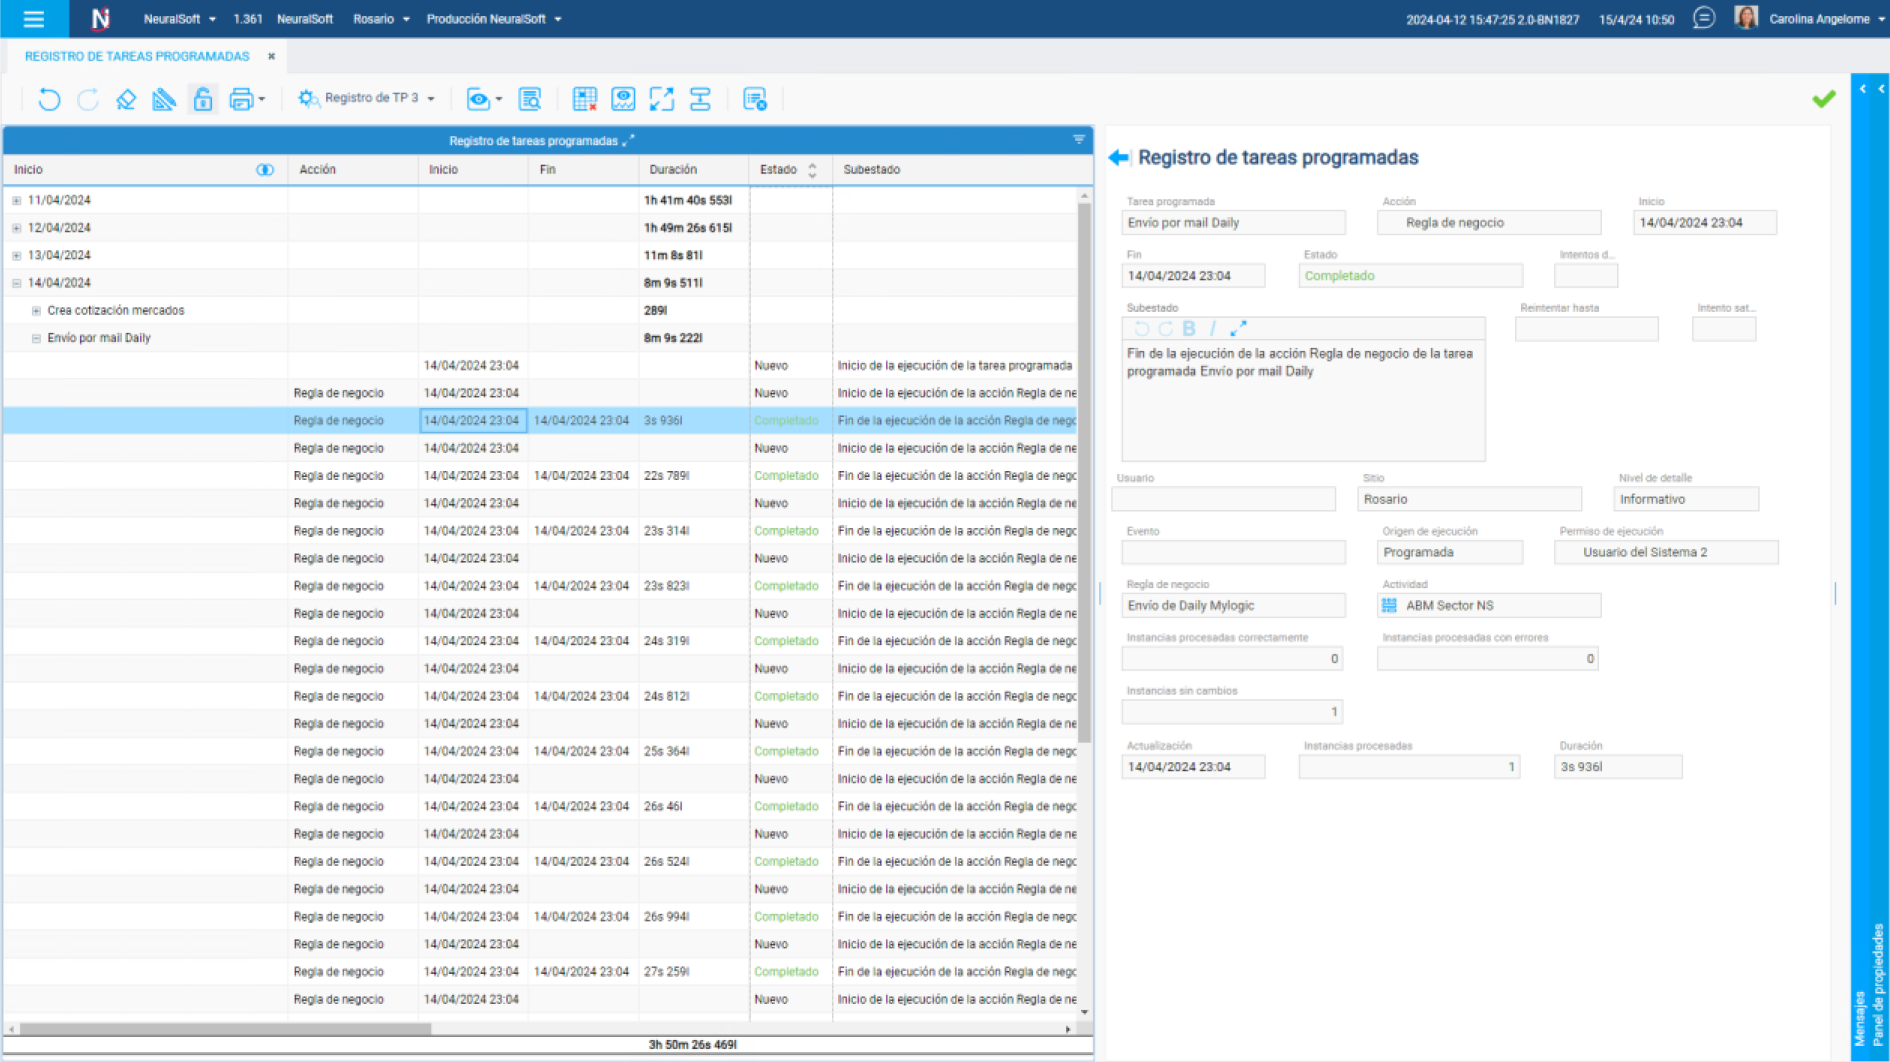 NeuralSoft 1.361 NeuralSoft Rosario Producción NeuralSoft 2024-04-12 15:47:25 2.0-BN1827 15/4/24 10:50 Carolina Angelome
REGISTRO DE TAREAS PROGRAMADAS
Registro de TP 3
Registro de tareas programadas
Inicio Acción Inicio Fin Duración Estado Subestado
11/04/2024 1h 41m 40s 553l
12/04/2024 1h 49m 26s 615l
13/04/2024 11m 8s 81l
14/04/2024 8m 9s 511l
Crea cotización mercados 289l
Envío por mail Daily 8m 9s 222l
14/04/2024 23:04 Nuevo Inicio de la ejecución de la tarea programada
Regla de negocio 14/04/2024 23:04 Nuevo Inicio de la ejecución de la acción Regla de ne
Regla de negocio 14/04/2024 23:04 14/04/2024 23:04 3s 936l Completado Fin de la ejecución de la acción Regla de nego
Regla de negocio 14/04/2024 23:04 Nuevo Inicio de la ejecución de la acción Regla de ne
Regla de negocio 14/04/2024 23:04 14/04/2024 23:04 22s 789l Completado Fin de la ejecución de la acción Regla de nego
Regla de negocio 14/04/2024 23:04 Nuevo Inicio de la ejecución de la acción Regla de ne
Regla de negocio 14/04/2024 23:04 14/04/2024 23:04 23s 314l Completado Fin de la ejecución de la acción Regla de nego
Regla de negocio 14/04/2024 23:04 Nuevo Inicio de la ejecución de la acción Regla de ne
Regla de negocio 14/04/2024 23:04 14/04/2024 23:04 23s 823l Completado Fin de la ejecución de la acción Regla de nego
Regla de negocio 14/04/2024 23:04 Nuevo Inicio de la ejecución de la acción Regla de ne
Regla de negocio 14/04/2024 23:04 14/04/2024 23:04 24s 319l Completado Fin de la ejecución de la acción Regla de nego
Regla de negocio 14/04/2024 23:04 Nuevo Inicio de la ejecución de la acción Regla de ne
Regla de negocio 14/04/2024 23:04 14/04/2024 23:04 24s 812l Completado Fin de la ejecución de la acción Regla de nego
Regla de negocio 14/04/2024 23:04 Nuevo Inicio de la ejecución de la acción Regla de ne
Regla de negocio 14/04/2024 23:04 14/04/2024 23:04 25s 364l Completado Fin de la ejecución de la acción Regla de nego
Regla de negocio 14/04/2024 23:04 Nuevo Inicio de la ejecución de la acción Regla de ne
Regla de negocio 14/04/2024 23:04 14/04/2024 23:04 26s 46l Completado Fin de la ejecución de la acción Regla de nego
Regla de negocio 14/04/2024 23:04 Nuevo Inicio de la ejecución de la acción Regla de ne
Regla de negocio 14/04/2024 23:04 14/04/2024 23:04 26s 524l Completado Fin de la ejecución de la acción Regla de nego
Regla de negocio 14/04/2024 23:04 Nuevo Inicio de la ejecución de la acción Regla de ne
Regla de negocio 14/04/2024 23:04 14/04/2024 23:04 26s 994l Completado Fin de la ejecución de la acción Regla de nego
Regla de negocio 14/04/2024 23:04 Nuevo Inicio de la ejecución de la acción Regla de ne
Regla de negocio 14/04/2024 23:04 14/04/2024 23:04 27s 259l Completado Fin de la ejecución de la acción Regla de nego
Regla de negocio 14/04/2024 23:04 Nuevo Inicio de la ejecución de la acción Regla de ne
3h 50m 26s 469l
Registro de tareas programadas
Tarea programada Acción Inicio
Envío por mail Daily Regla de negocio 14/04/2024 23:04
Fin Estado Intentos d...
14/04/2024 23:04 Completado
Subestado Reintentar hasta Intento sat...
B I
Fin de la ejecución de la acción Regla de negocio de la tarea
programada Envío por mail Daily
Usuario Sitio Nivel de detalle
Rosario Informativo
Evento Origen de ejecución Permiso de ejecución
Programada Usuario del Sistema 2
Regla de negocio Actividad
Envío de Daily Mylogic ABM Sector NS
Instancias procesadas correctamente Instancias procesadas con errores
0 0
Instancias sin cambios
1
Actualización Instancias procesadas Duración
14/04/2024 23:04 1 3s 936l
Mensajes
Panel de propiedades